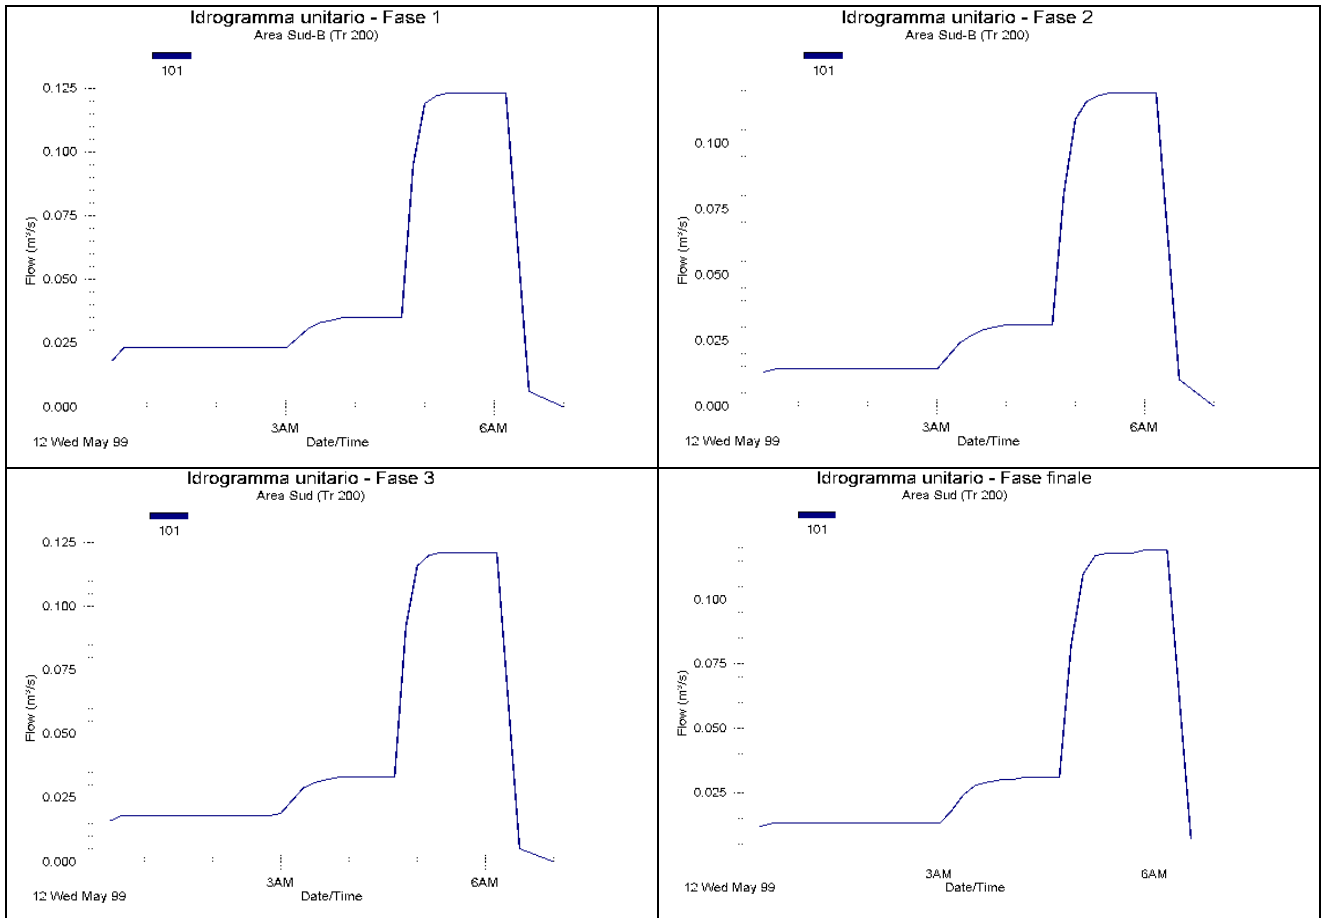 Idrogramma unitario - Fase 1
Area Sud-B (Tr 200)
101
0.125
0.100
0.075
0.050
0.025
0.000
Flow (m³/s)
3AM
6AM
12 Wed May 99
Date/Time
Idrogramma unitario - Fase 2
Area Sud-B (Tr 200)
101
0.100
0.075
0.050
0.025
0.000
Flow (m³/s)
3AM
6AM
12 Wed May 99
Date/Time
Idrogramma unitario - Fase 3
Area Sud (Tr 200)
101
0.125
0.100
0.075
0.050
0.025
0.000
Flow (m³/s)
3AM
6AM
12 Wed May 99
Date/Time
Idrogramma unitario - Fase finale
Area Sud (Tr 200)
101
0.100
0.075
0.050
0.025
Flow (m³/s)
3AM
6AM
12 Wed May 99
Date/Time